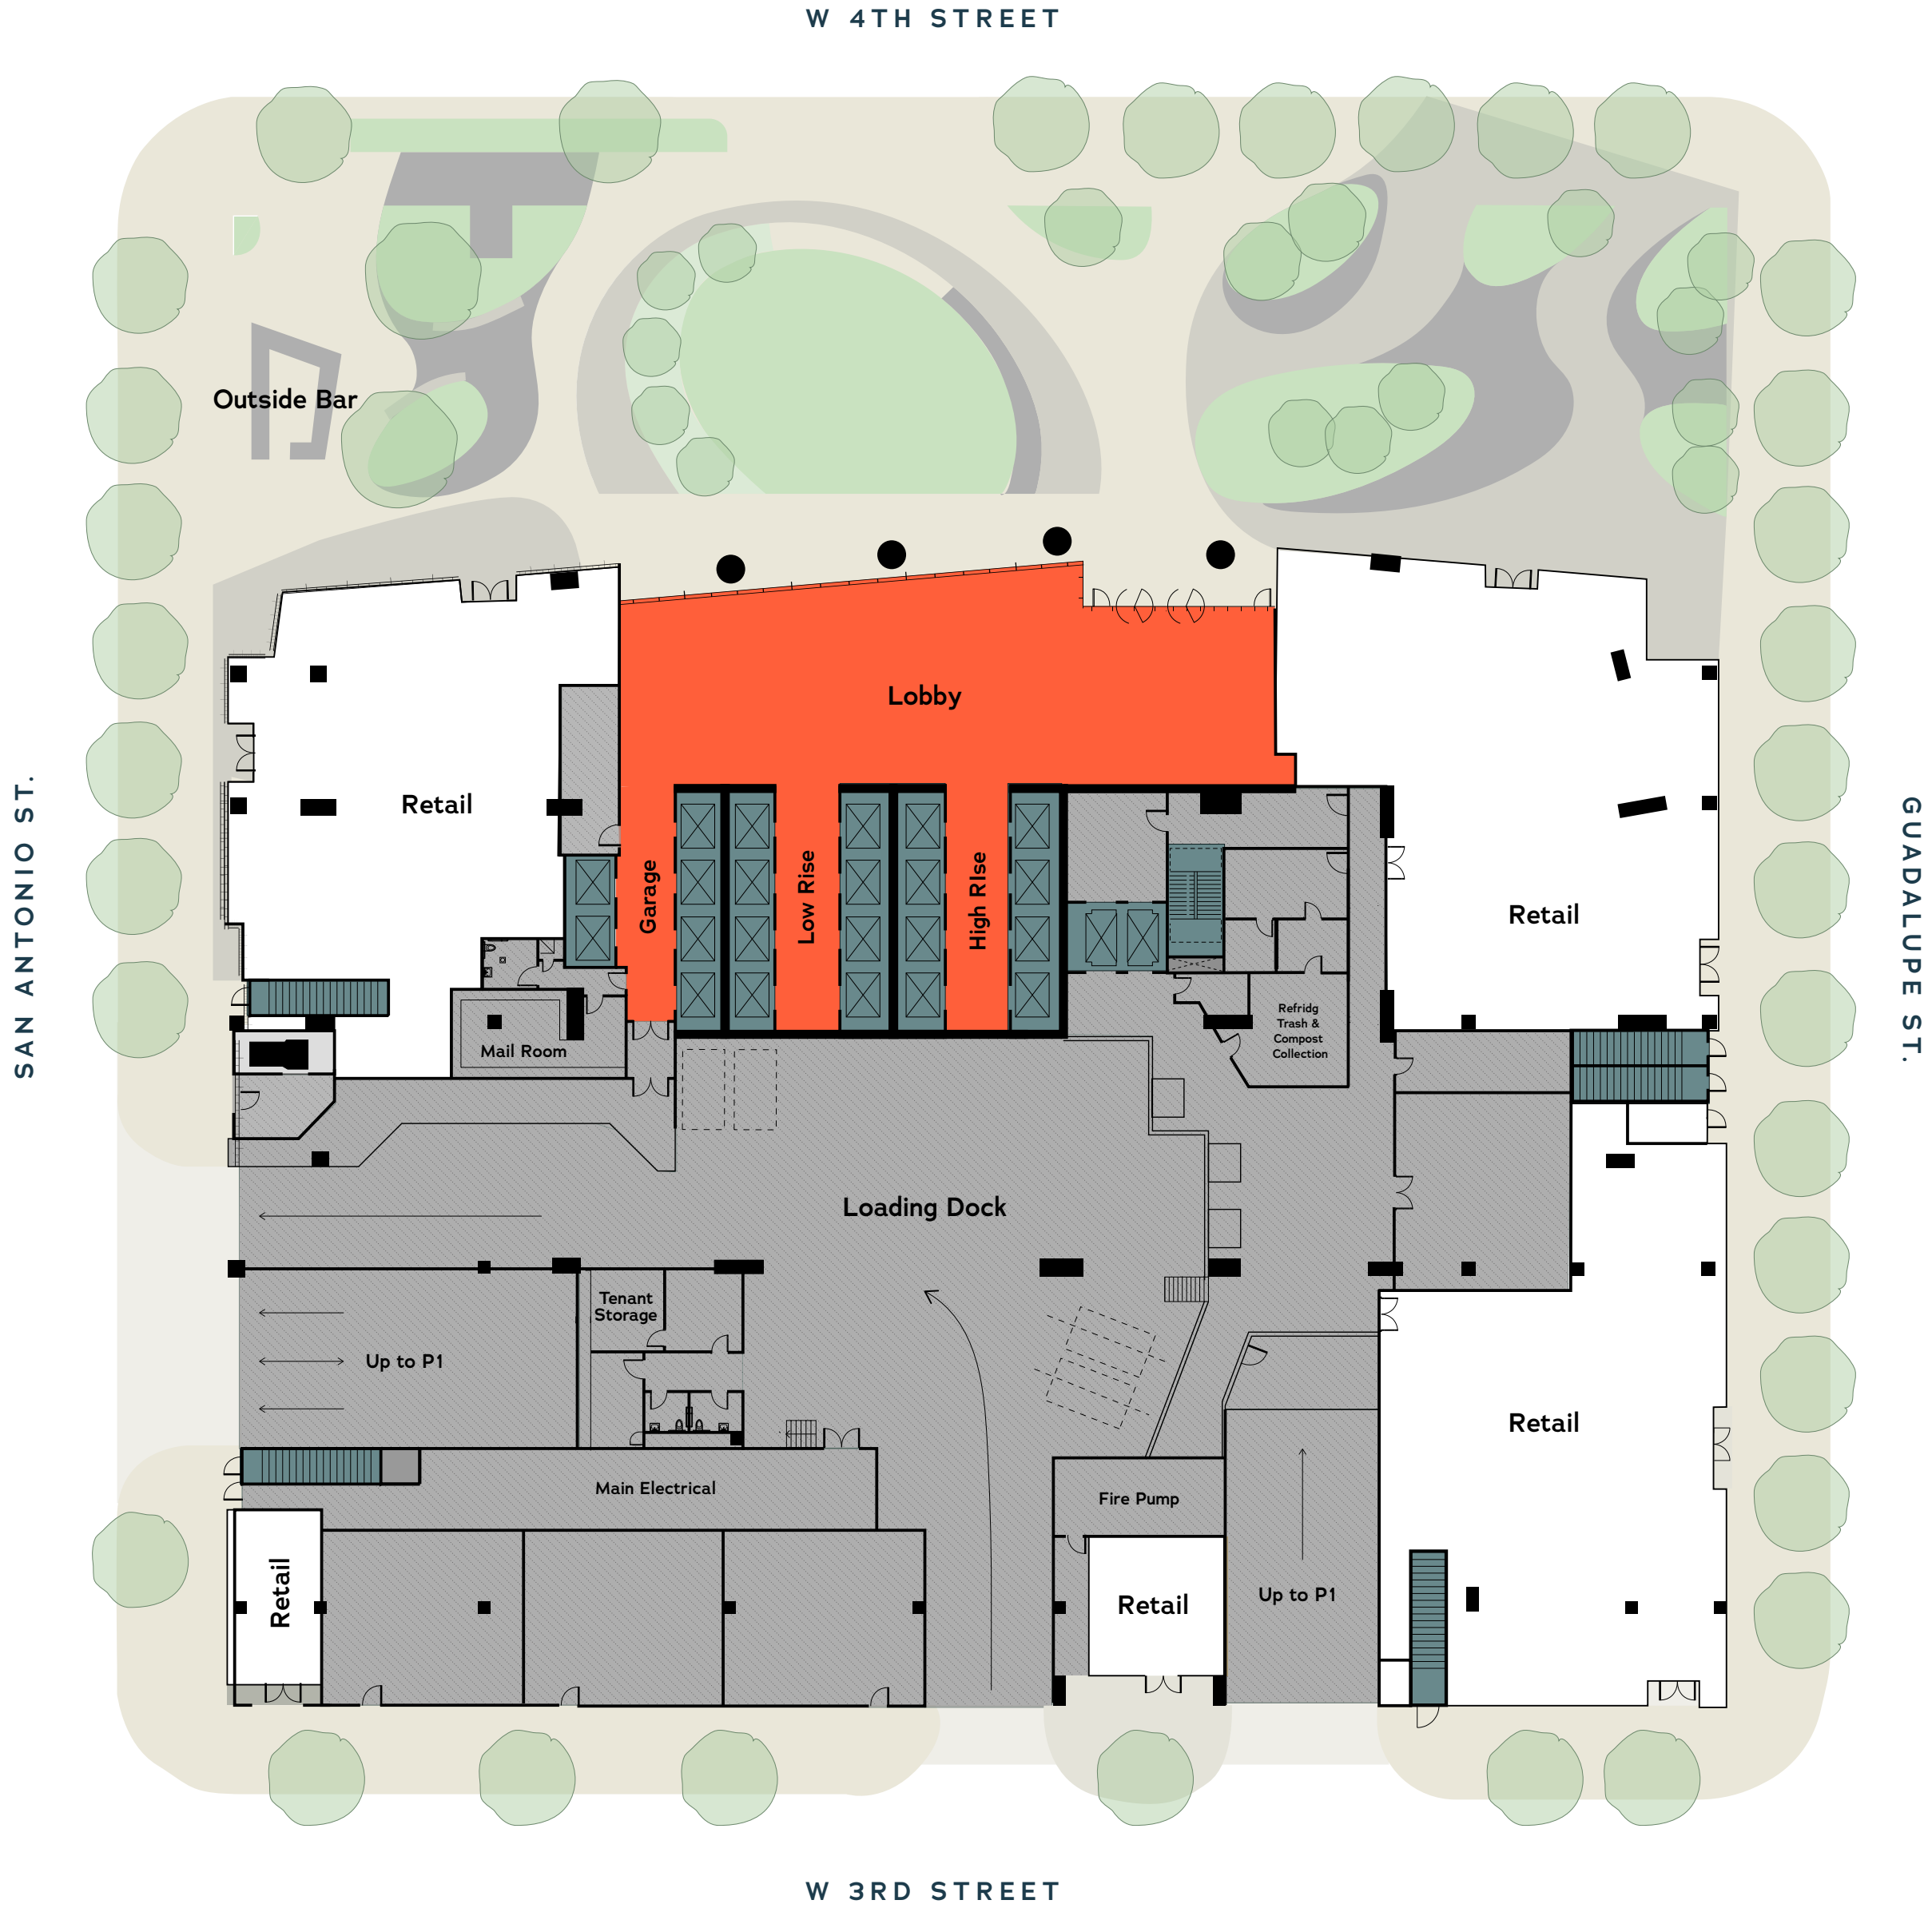 W 4TH STREET
Outside Bar
Lobby
Retail
Garage
Low Rise
High RIse
Retail
SAN ANTONIO ST.
GUADALUPE ST.
Refridg
Trash &
Compost
Collection
Mail Room
Loading Dock
Tenant
Storage
Up to P1
Retail
Main Electrical
Fire Pump
Retail
Retail
Up to P1
W 3RD STREET